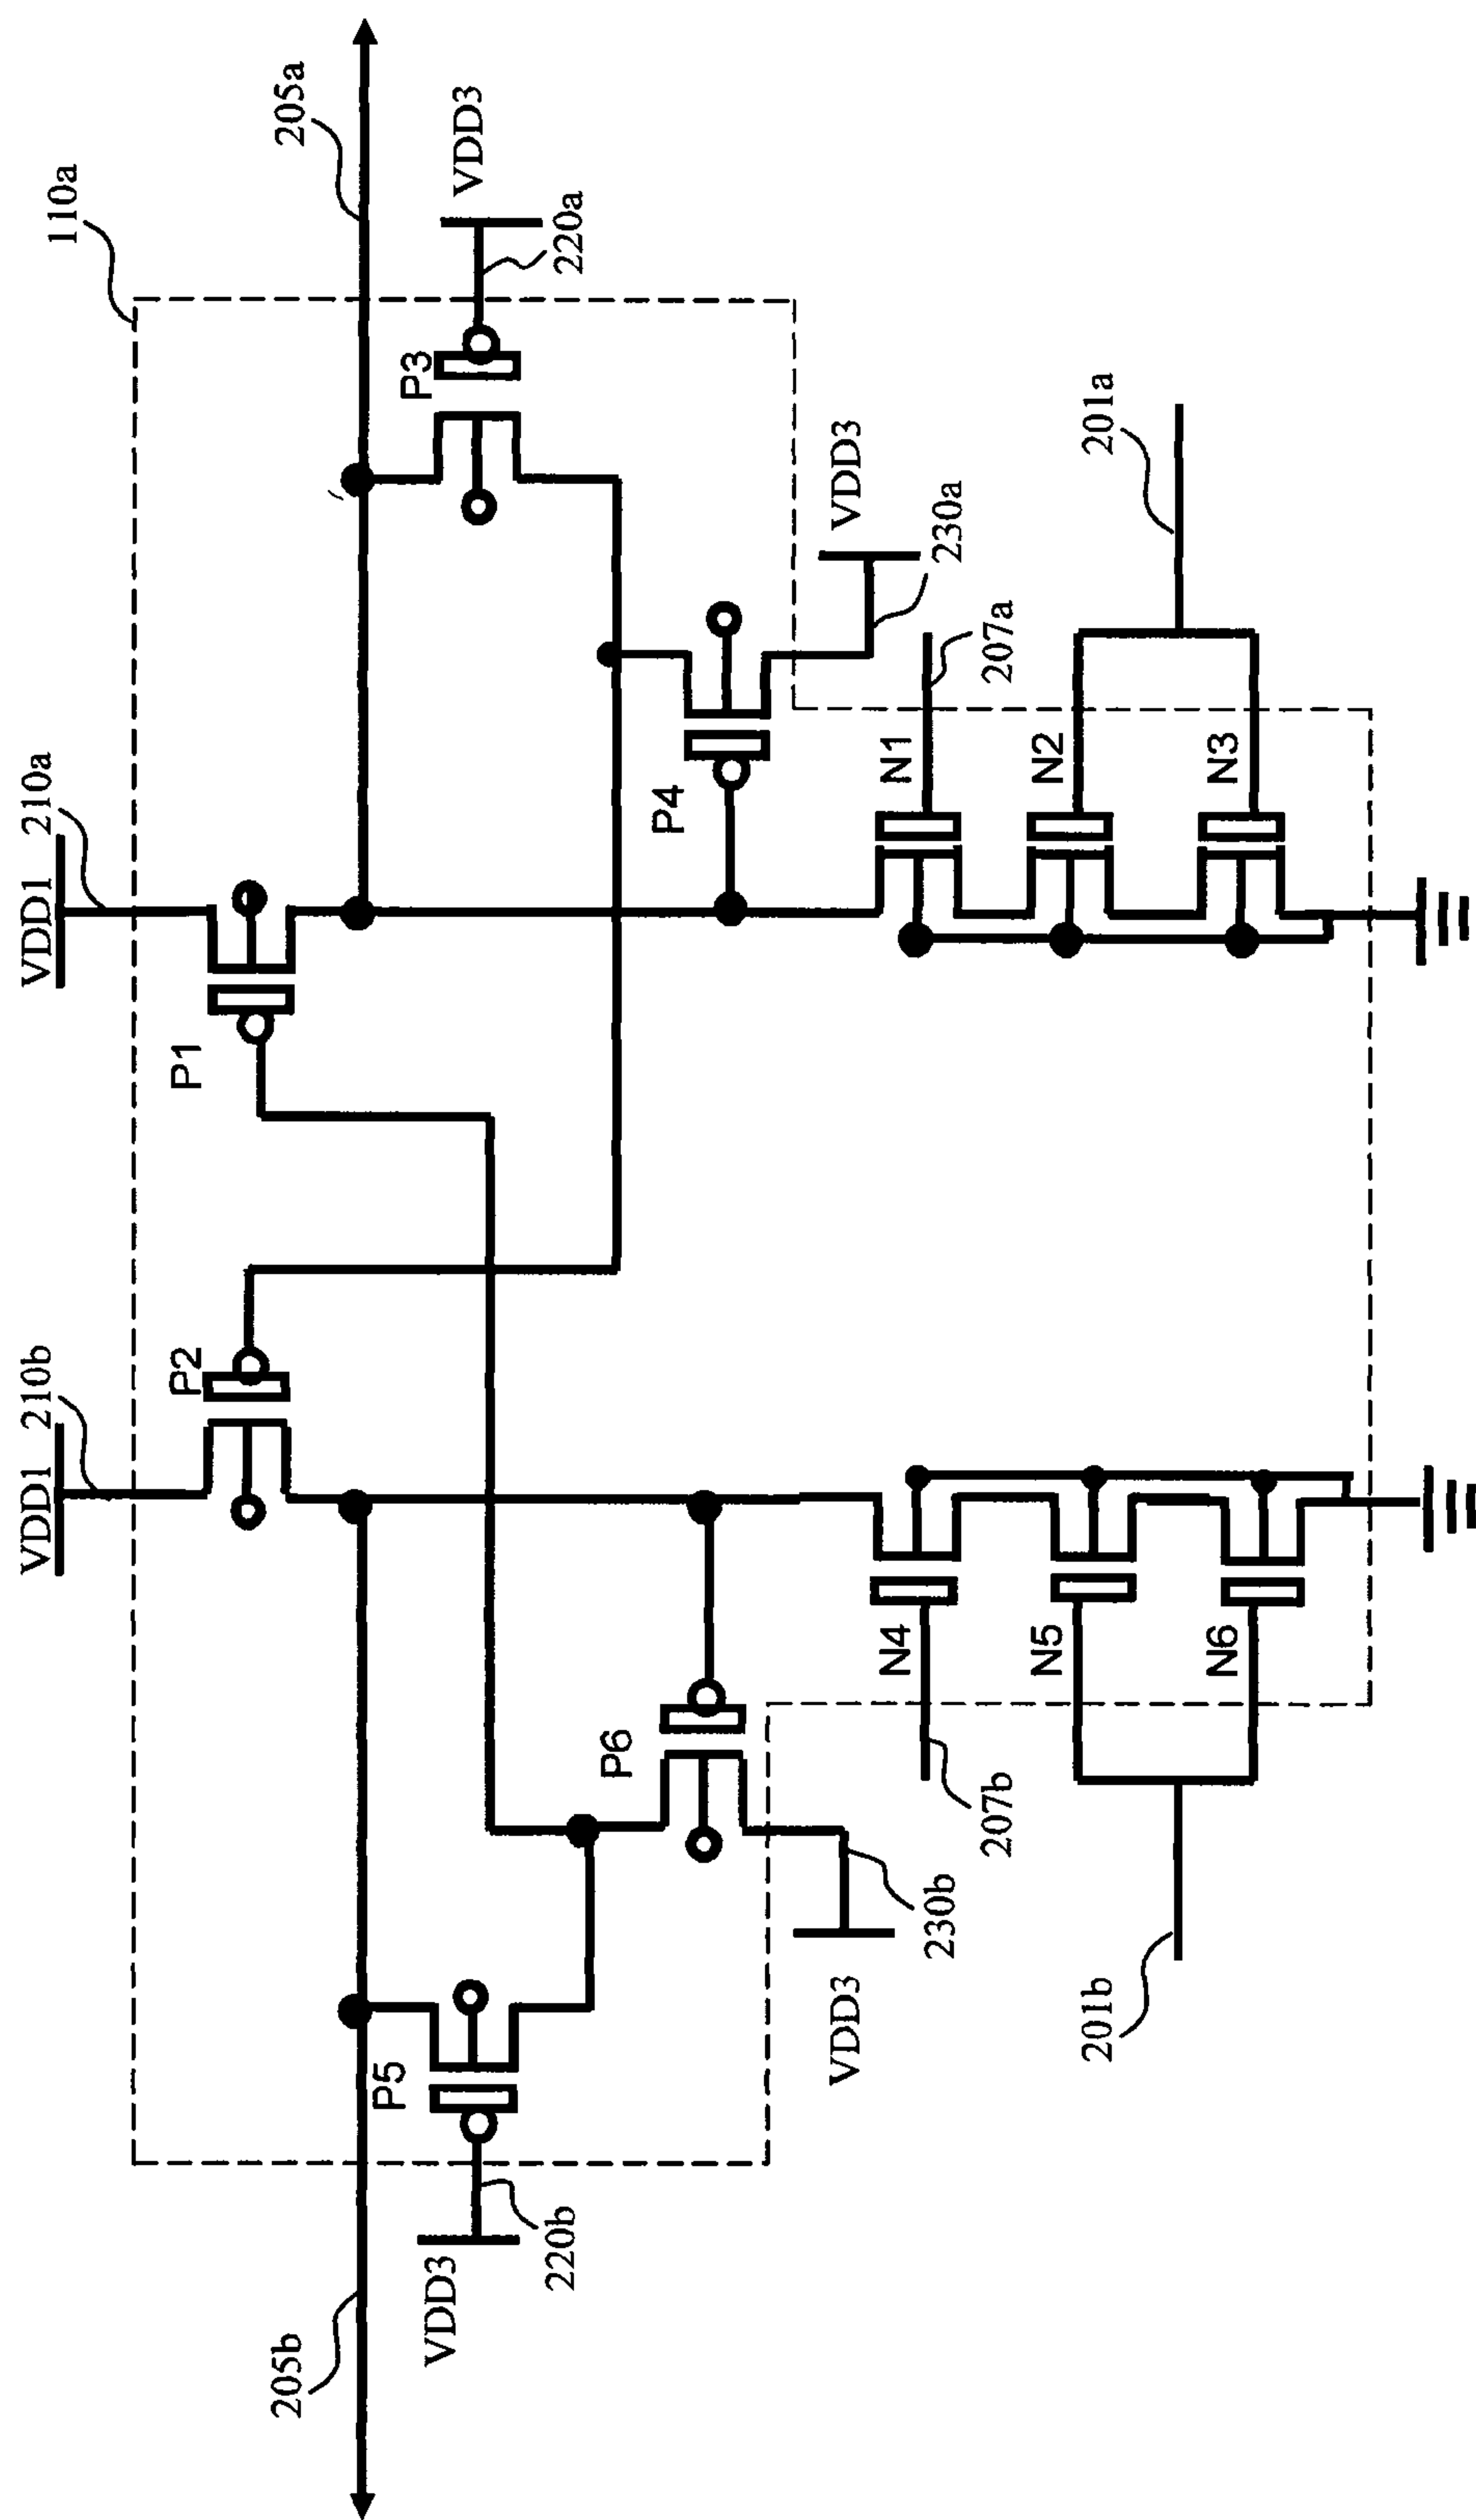 VDD1 210b
VDD1 210a
110a
P2
P1
205b
205a
P5
P3
VDD3
VDD3
220b
220a
P6
P4
VDD3
VDD3
230b
230a
N4
N1
207b
207a
N5
N2
201b
201a
N6
N3